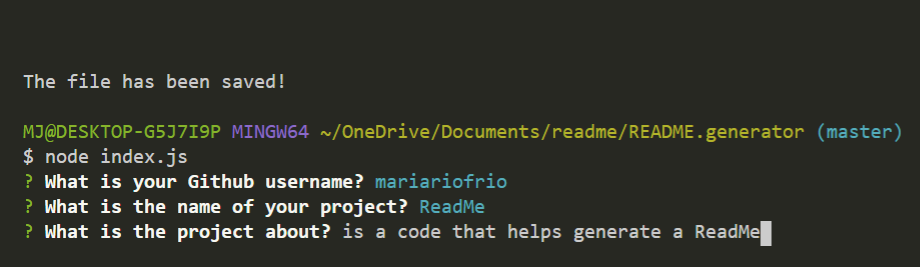 The file has been saved!
MJ@DESKTOP-G5J7I9P MINGW64 ~/OneDrive/Documents/readme/README.generator (master)
$ node index.js
? What is your Github username? mariariofrio
? What is the name of your project? ReadMe
? What is the project about? is a code that helps generate a ReadMe